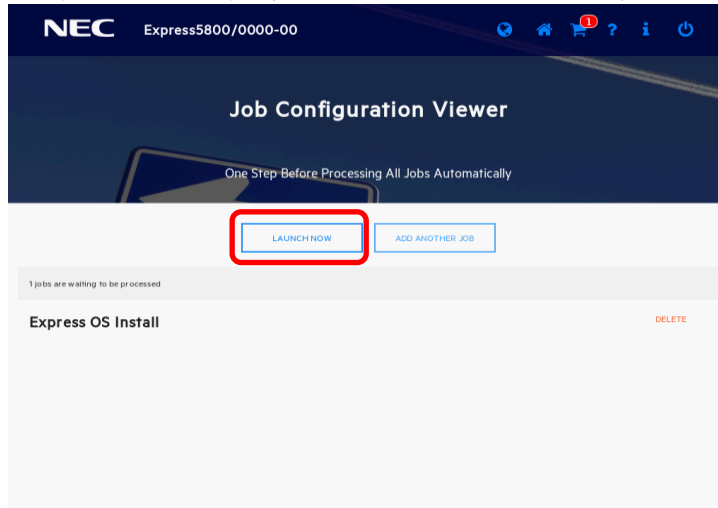 NEC Express5800/0000-00 1 ? i
Job Configuration Viewer
One Step Before Processing All Jobs Automatically
LAUNCH NOW ADD ANOTHER JOB
1 jobs are waiting to be processed
Express OS Install DELETE